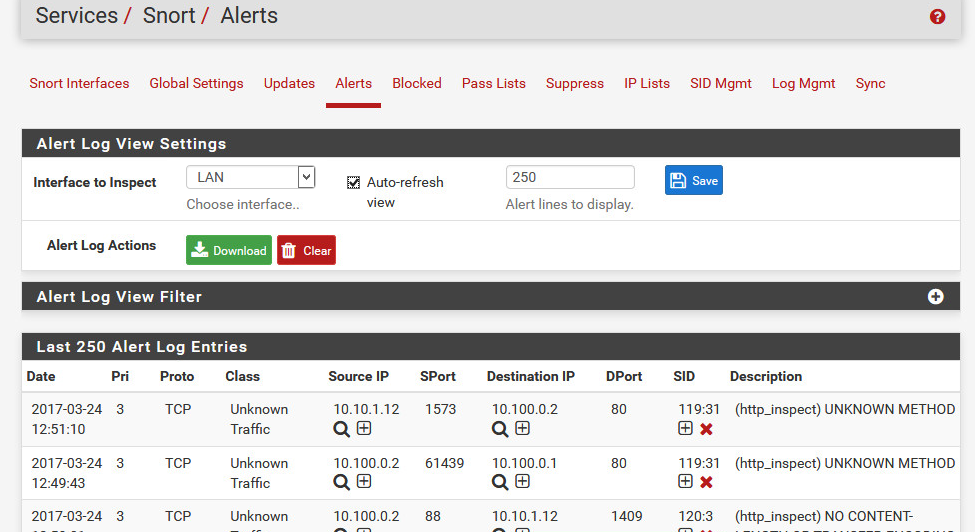 Services / Snort / Alerts ?
Snort Interfaces Global Settings Updates Alerts Blocked Pass Lists Suppress IP Lists SID Mgmt Log Mgmt Sync
Alert Log View Settings
Interface to Inspect LAN Auto-refresh view 250 Save
Choose interface.. Alert lines to display.
Alert Log Actions Download Clear
Alert Log View Filter
Last 250 Alert Log Entries
Date Pri Proto Class Source IP SPort Destination IP DPort SID Description
2017-03-24 3 TCP Unknown 10.10.1.12 1573 10.100.0.2 80 119:31 (http_inspect) UNKNOWN METHOD
12:51:10 Traffic
2017-03-24 3 TCP Unknown 10.100.0.2 61439 10.100.0.1 80 119:31 (http_inspect) UNKNOWN METHOD
12:49:43 Traffic
2017-03-24 3 TCP Unknown 10.100.0.2 88 10.10.1.12 1409 120:3 (http_inspect) NO CONTENT-